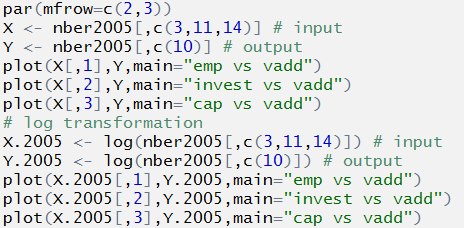 par(mfrow=c(2,3))
X <- nber2005[,c(3,11,14)] # input
Y <- nber2005[,c(10)] # output
plot(X[,1],Y,main="emp vs vadd")
plot(X[,2],Y,main="invest vs vadd")
plot(X[,3],Y,main="cap vs vadd")
# log transformation
X.2005 <- log(nber2005[,c(3,11,14)]) # input
Y.2005 <- log(nber2005[,c(10)]) # output
plot(X.2005[,1],Y.2005,main="emp vs vadd")
plot(X.2005[,2],Y.2005,main="invest vs vadd")
plot(X.2005[,3],Y.2005,main="cap vs vadd")